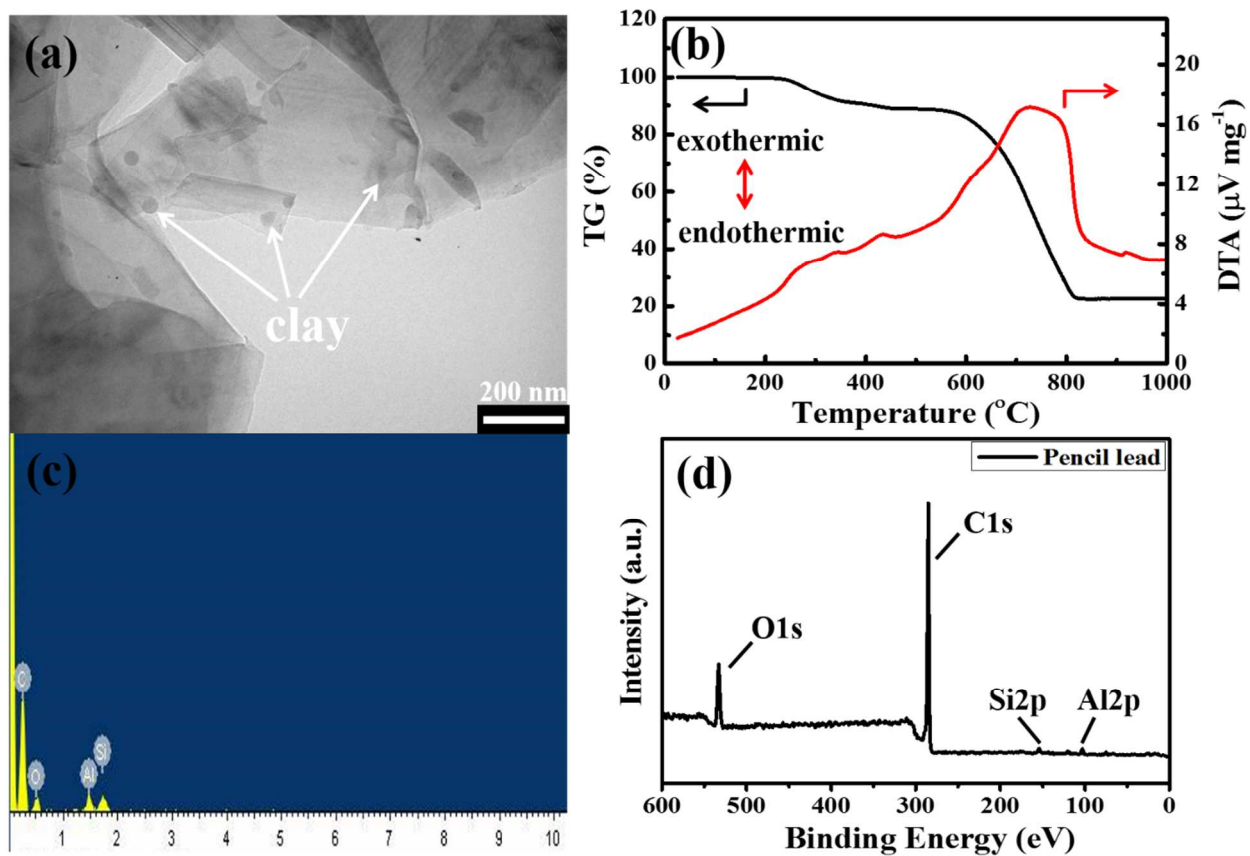 (a)
clay
200 nm
(b)
120
100
80
60
40
20
0
TG (%)
exothermic
endothermic
20
16
12
8
4
0
DTA (μV mg⁻¹)
0 200 400 600 800 1000
Temperature (°C)
(c)
C
O
Al
Si
1 2 3 4 5 6 7 8 9 10
(d)
Pencil lead
C1s
O1s
Si2p
Al2p
Intensity (a.u.)
600 500 400 300 200 100 0
Binding Energy (eV)